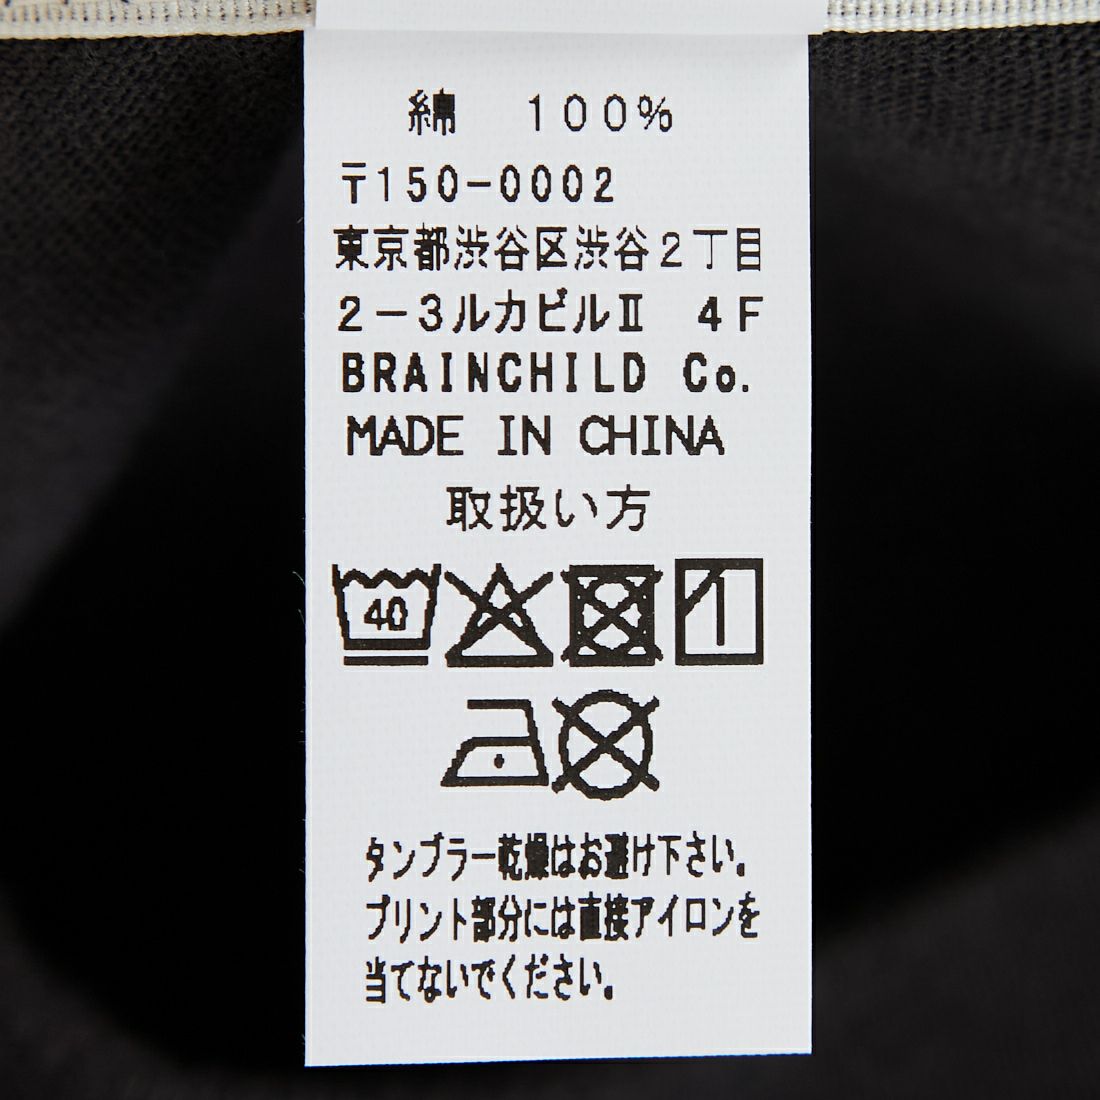 綿　100%
〒150-0002
東京都渋谷区渋谷２丁目
２－３ルカビルⅡ　４Ｆ
BRAINCHILD Co.
MADE IN CHINA
取扱い方
40
タンブラー乾燥はお避け下さい。
プリント部分には直接アイロンを
当てないでください。